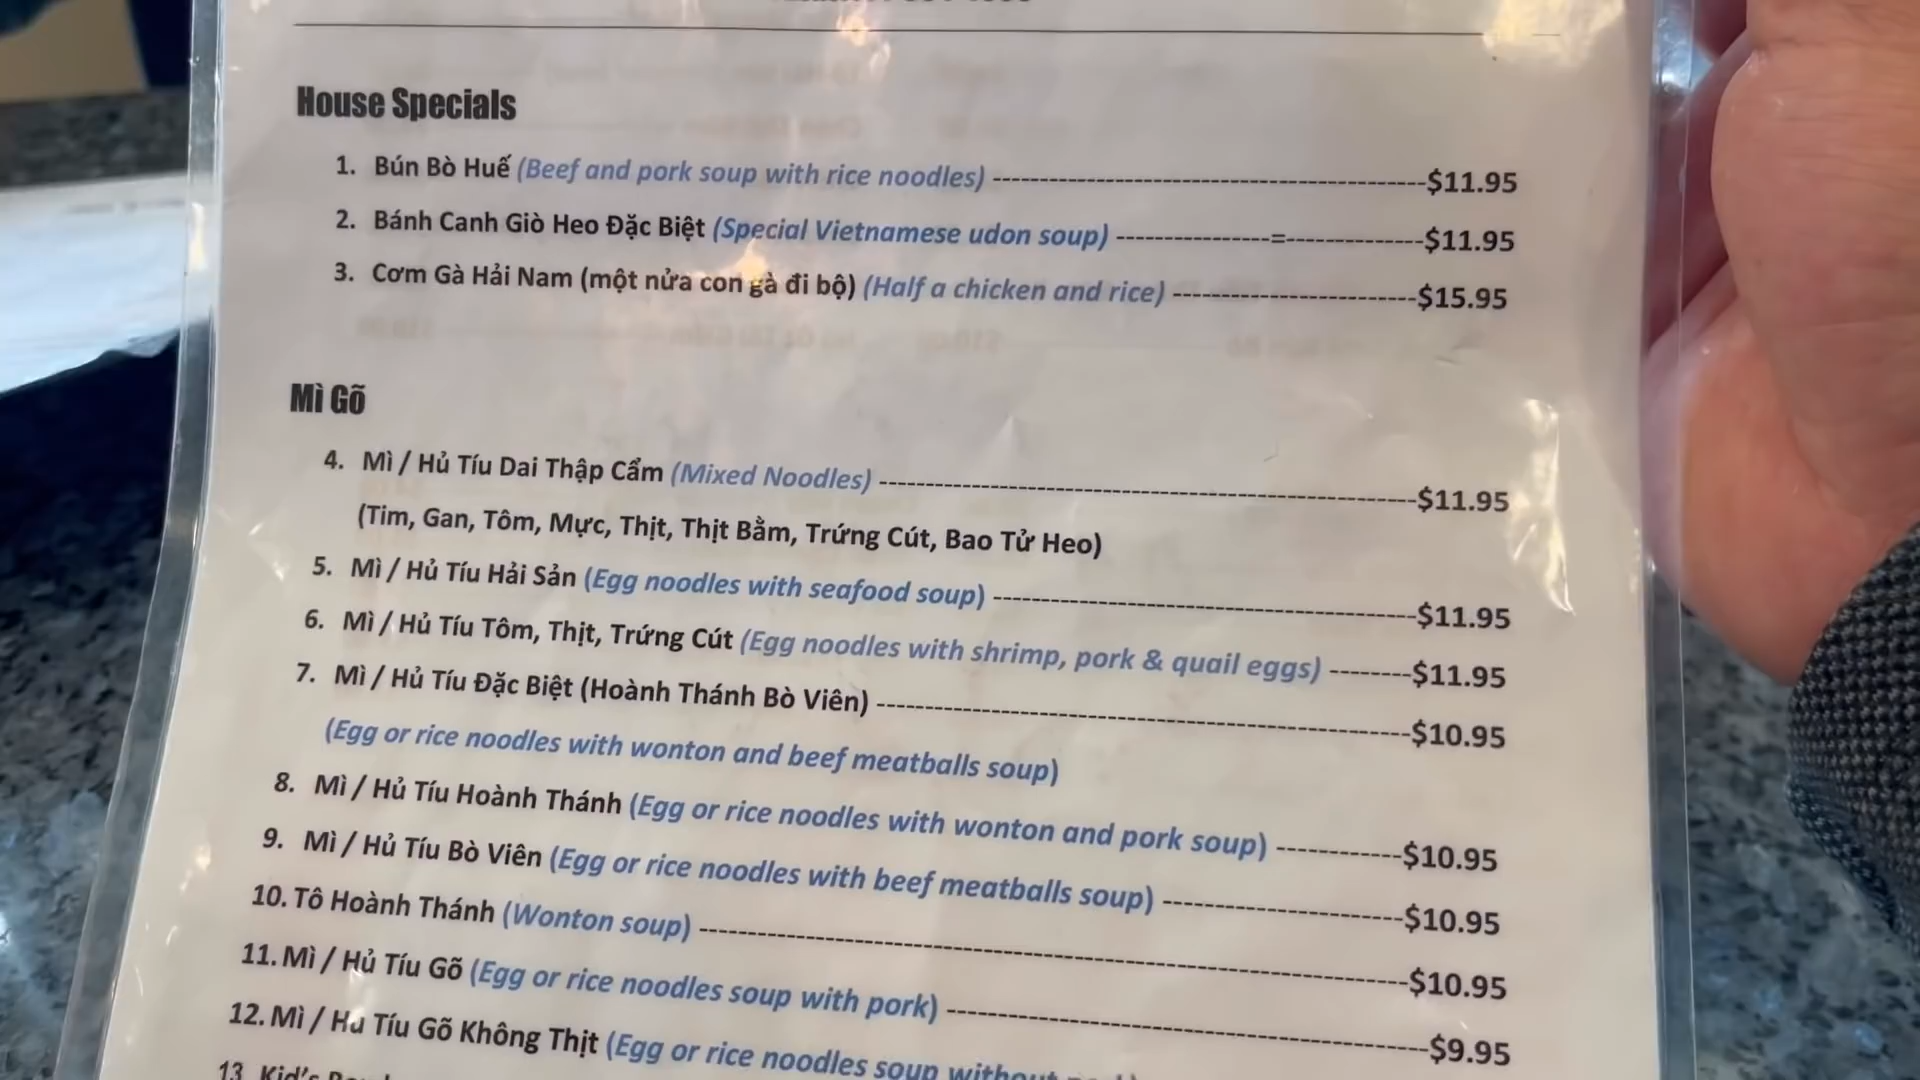 House Specials
1. Bún Bò Huế (Beef and pork soup with rice noodles) ----------$11.95
2. Bánh Canh Giò Heo Đặc Biệt (Special Vietnamese udon soup) ----------=----------$11.95
3. Cơm Gà Hải Nam (một nửa con gà đi bộ) (Half a chicken and rice) ----------$15.95
Mì Gõ
4. Mì / Hủ Tíu Dai Thập Cẩm (Mixed Noodles) ----------$11.95
(Tim, Gan, Tôm, Mực, Thịt, Thịt Bằm, Trứng Cút, Bao Tử Heo)
5. Mì / Hủ Tíu Hải Sản (Egg noodles with seafood soup) ----------$11.95
6. Mì / Hủ Tíu Tôm, Thịt, Trứng Cút (Egg noodles with shrimp, pork & quail eggs) --------$11.95
7. Mì / Hủ Tíu Đặc Biệt (Hoành Thánh Bò Viên) ----------$10.95
(Egg or rice noodles with wonton and beef meatballs soup)
8. Mì / Hủ Tíu Hoành Thánh (Egg or rice noodles with wonton and pork soup) ----------$10.95
9. Mì / Hủ Tíu Bò Viên (Egg or rice noodles with beef meatballs soup) ----------$10.95
10. Tô Hoành Thánh (Wonton soup) ----------$10.95
11. Mì / Hủ Tíu Gõ (Egg or rice noodles soup with pork) ----------$9.95
12. Mì / Hủ Tíu Gõ Không Thịt (Egg or rice noodles soup without
13. Kid's